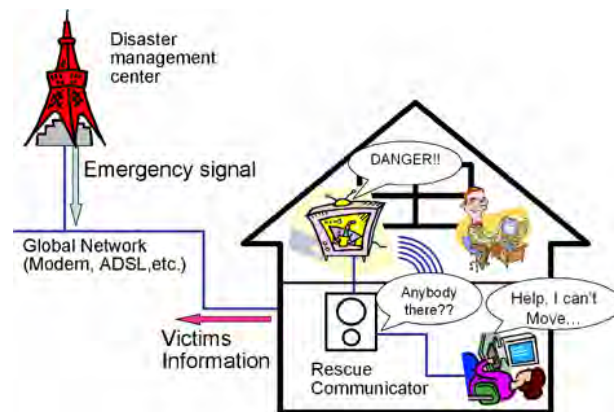 Disaster
management
center
Emergency signal
Global Network
(Modem, ADSL,etc.)
Victims
Information
DANGER!!
Anybody
there??
Help, I can't
Move...
Rescue
Communicator